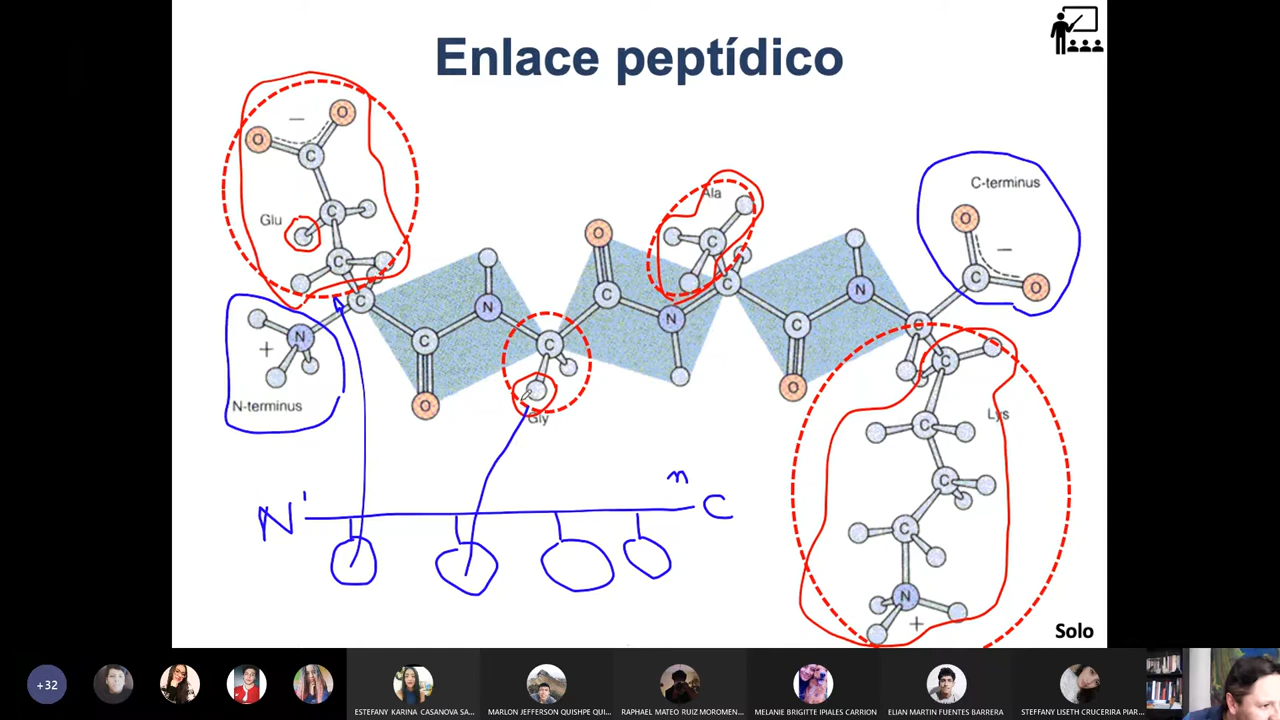 Enlace peptídico
O
O
C
Glu
C
C
C
N
+
N-terminus
C
O
N
C
Gly
O
C
N
Ala
C
C
C
O
N
C
C-terminus
O
C
O
C
Lys
C
C
C
N
+
N 1 n C
Solo
+32
ESTEFANY KARINA CASANOVA SA...
MARLON JEFFERSON QUISHPE QUI...
RAPHAEL MATEO RUIZ MOROMEN...
MELANIE BRIGITTE IPIALES CARRION
ELIAN MARTIN FUENTES BARRERA
STEFFANY LISETH CRUCERIRA PIAR...